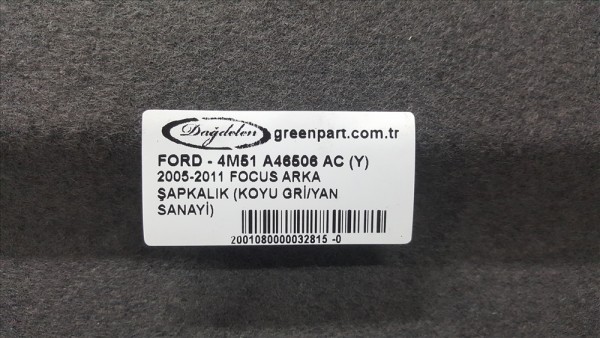 Dağdelen greenpart.com.tr
FORD - 4M51 A46506 AC (Y)
2005-2011 FOCUS ARKA
ŞAPKALIK (KOYU GRİ/YAN
SANAYİ)
2001080000032815 -0